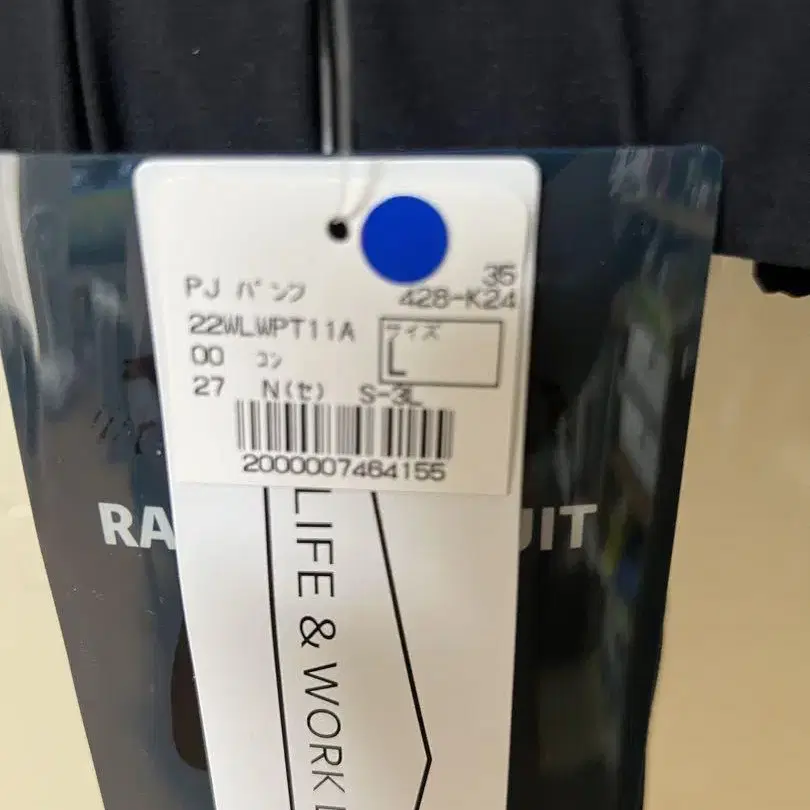 35
PJ パンフ 428-K24
22WLWPT11A サイズ
00 コン L
27 N(セ) S-3L
2000007464155
RA UIT
LIFE & WORK